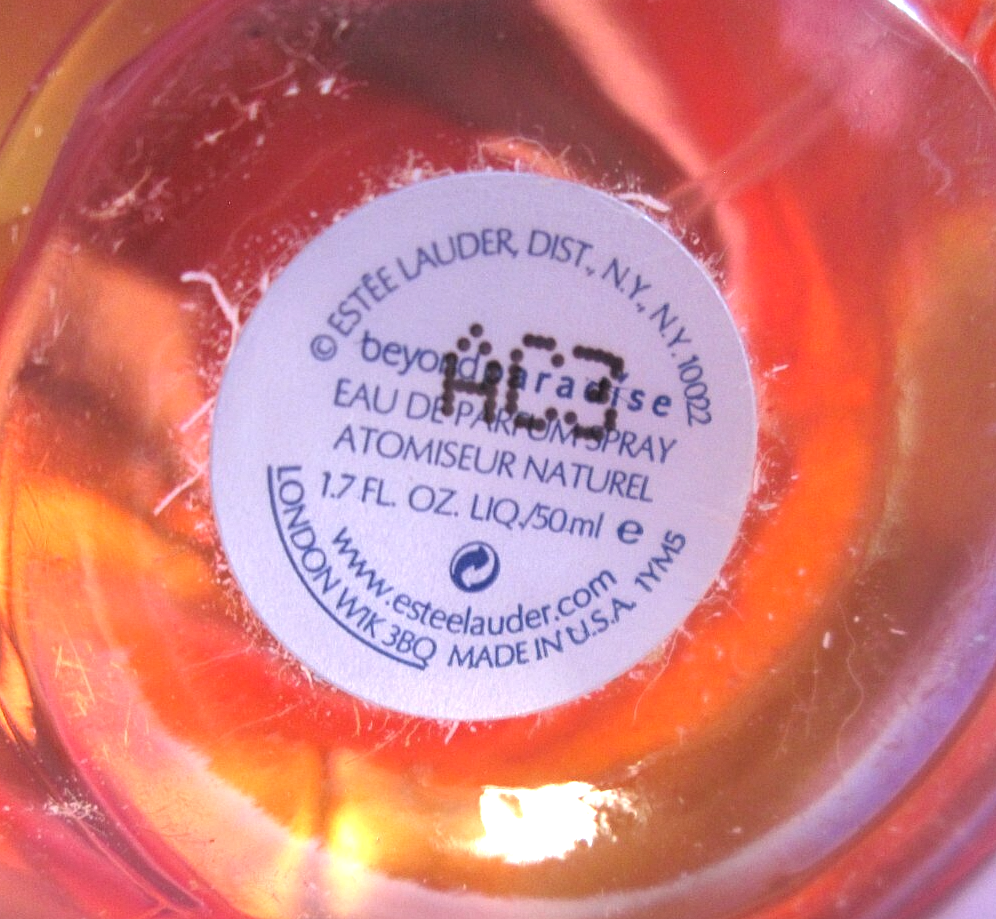 © ESTÉE LAUDER, DIST., N.Y., N.Y. 10022
beyond paradise
AC3
EAU DE PARFUM SPRAY
ATOMISEUR NATUREL
1.7 FL. OZ. LIQ./50ml e
www.esteelauder.com
LONDON W1K 3BQ MADE IN U.S.A. 1YM5